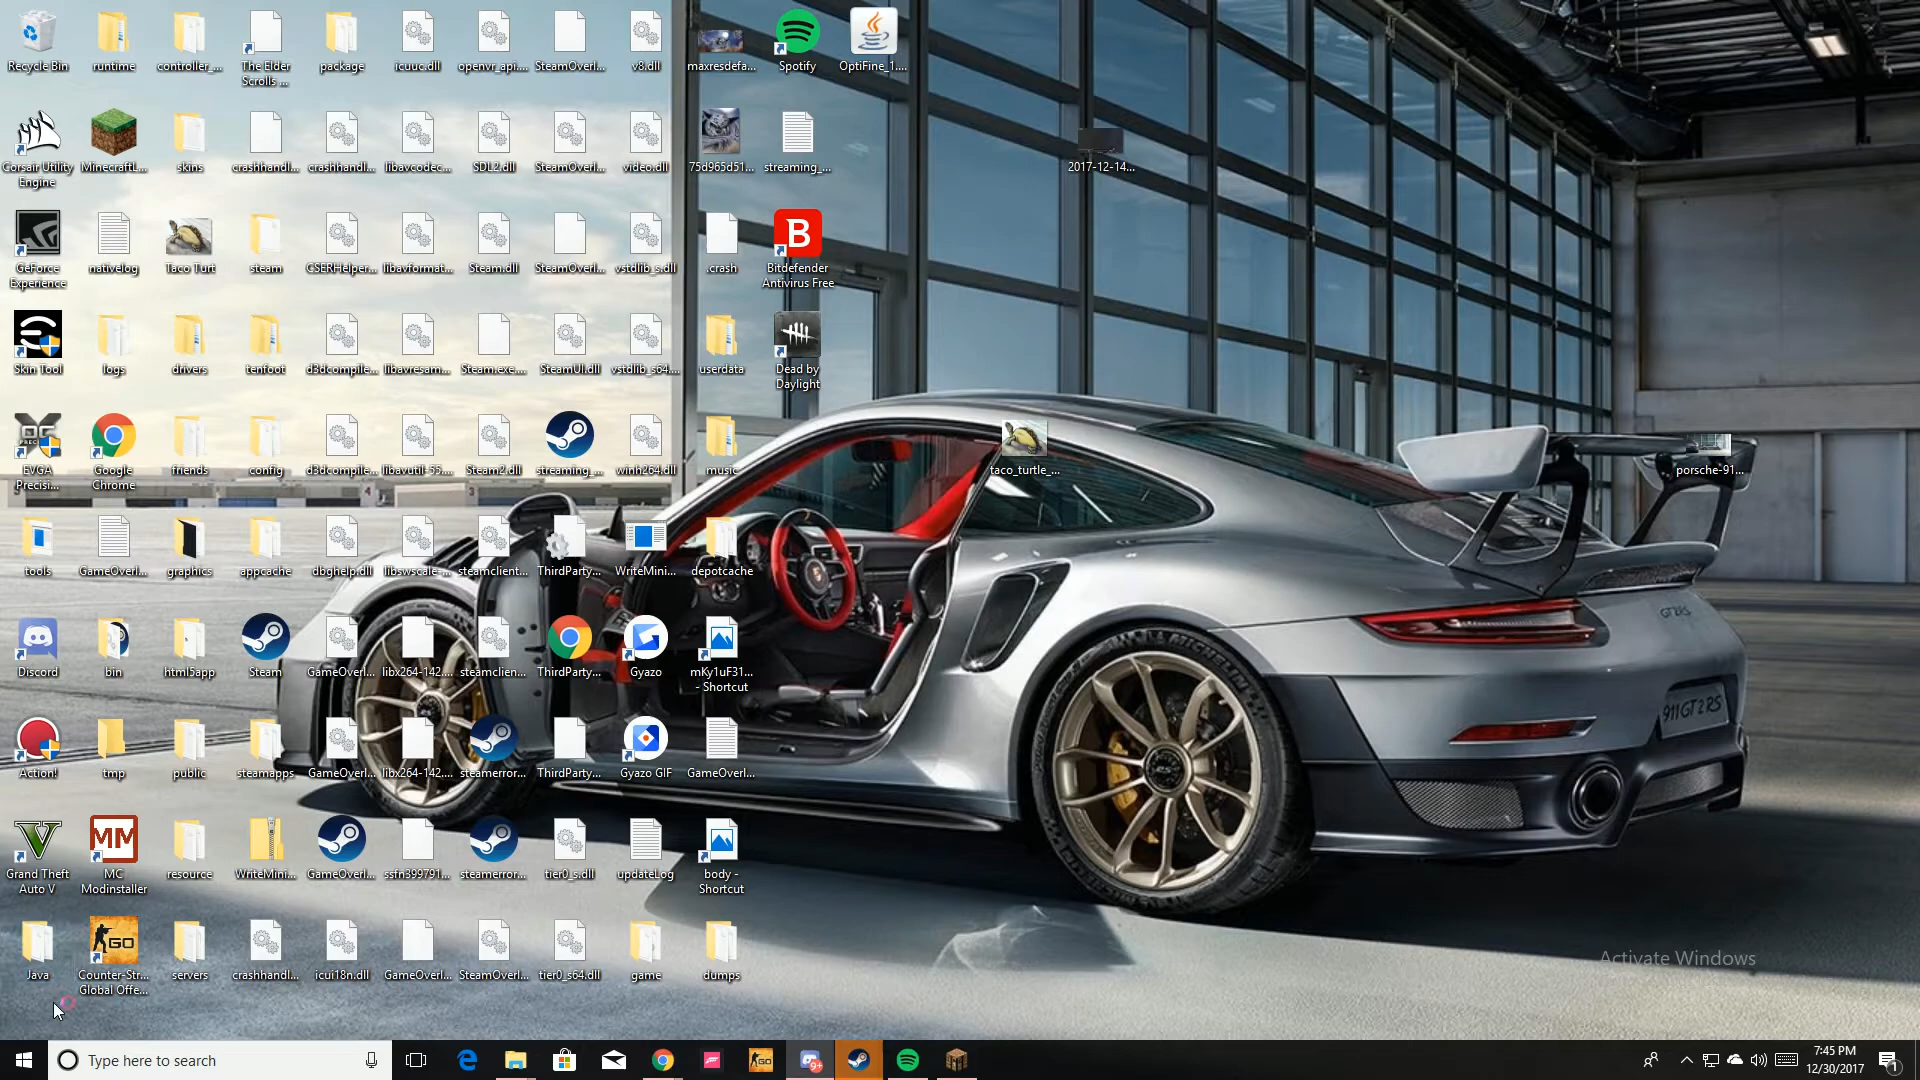 Recycle Bin
runtime
controller_...
The Elder
Scrolls ...
package
icuuc.dll
openvr_api....
SteamOverl...
v8.dll
maxresdefa...
Spotify
OptiFine_1....
Corsair Utility
Engine
MinecraftL...
skins
crashhandl...
crashhandl...
libavcodec...
SDL2.dll
SteamOverl...
video.dll
75d965d51...
streaming_...
2017-12-14...
GeForce
Experience
nativelog
Taco Turt
steam
CSERHelper...
libavformat...
Steam.dll
SteamOverl...
vstdlib_s.dll
.crash
Bitdefender
Antivirus Free
Skin Tool
logs
drivers
tenfoot
d3dcompile...
libavresam...
Steam.exe....
SteamUI.dll
vstdlib_s64....
userdata
Dead by
Daylight
EVGA
Precisi...
Google
Chrome
friends
config
d3dcompile...
libavutil-55....
Steam2.dll
streaming_...
winh264.dll
music
taco_turtle_...
porsche-91...
tools
GameOverl...
graphics
appcache
dbghelp.dll
libswscale-...
steamclient...
ThirdParty...
WriteMini...
depotcache
Discord
bin
html5app
Steam
GameOverl...
libx264-142....
steamclien...
ThirdParty...
Gyazo
mKy1uF31...
- Shortcut
GT2RS
911 GT 2 RS
Action!
tmp
public
steamapps
GameOverl...
libx264-142....
steamerror...
ThirdParty...
Gyazo GIF
GameOverl...
Grand Theft
Auto V
MC
Modinstaller
resource
WriteMini...
GameOverl...
ssfn399791...
steamerror...
tier0_s.dll
updateLog
body -
Shortcut
Java
Counter-Str...
Global Offe...
servers
crashhandl...
icui18n.dll
GameOverl...
SteamOverl...
tier0_s64.dll
game
dumps
Activate Windows
Type here to search
9+
7:45 PM
12/30/2017
1